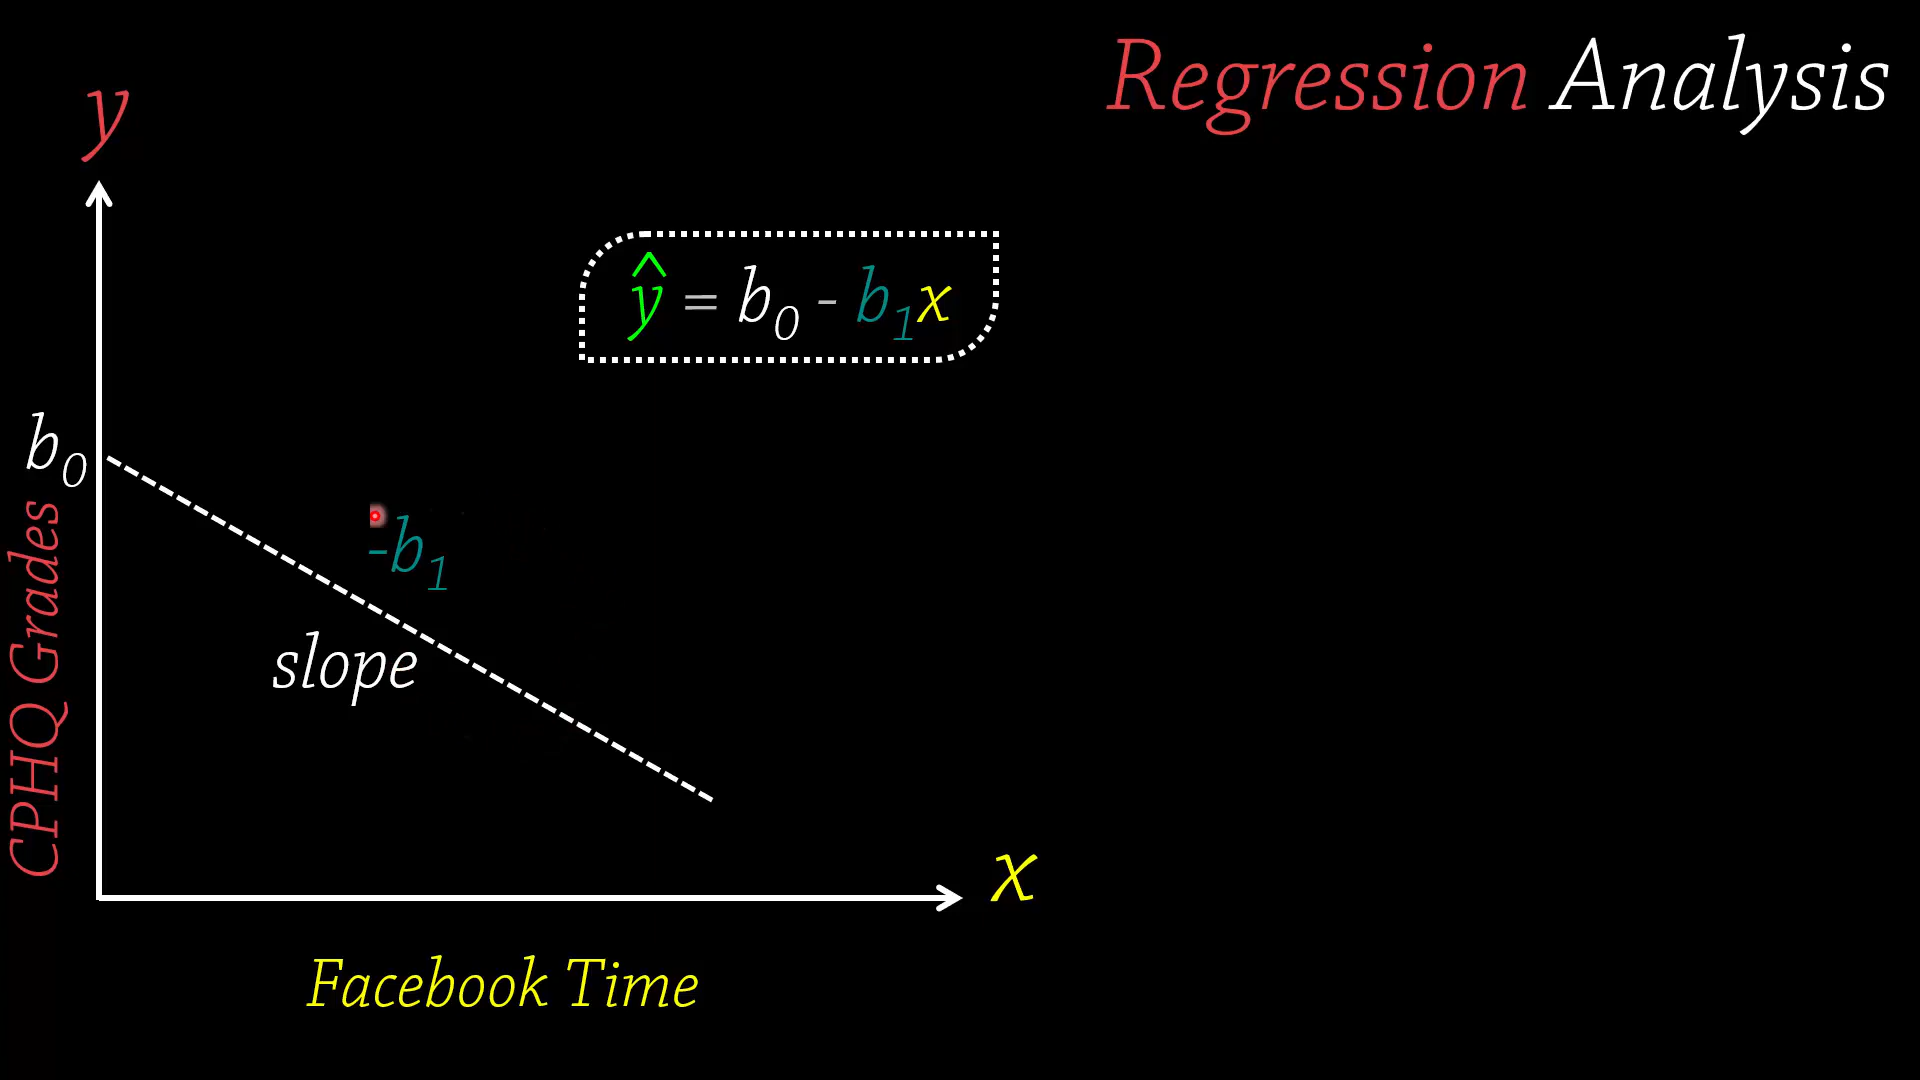 Regression Analysis
y
ŷ = b₀ - b₁x
b₀
-b₁
slope
CPHQ Grades
x
Facebook Time